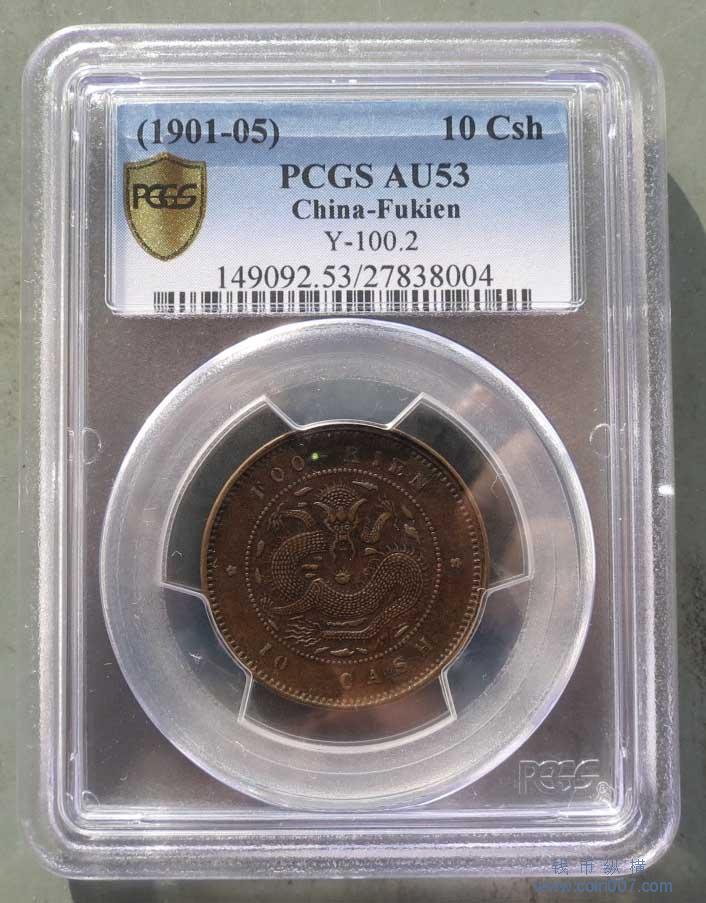 (1901-05) 10 Csh
PCGS PCGS AU53
China-Fukien
Y-100.2
149092.53/27838004
FOO-KIEN
10 CASH
PCGS
钱币纵横
www.coin007.com